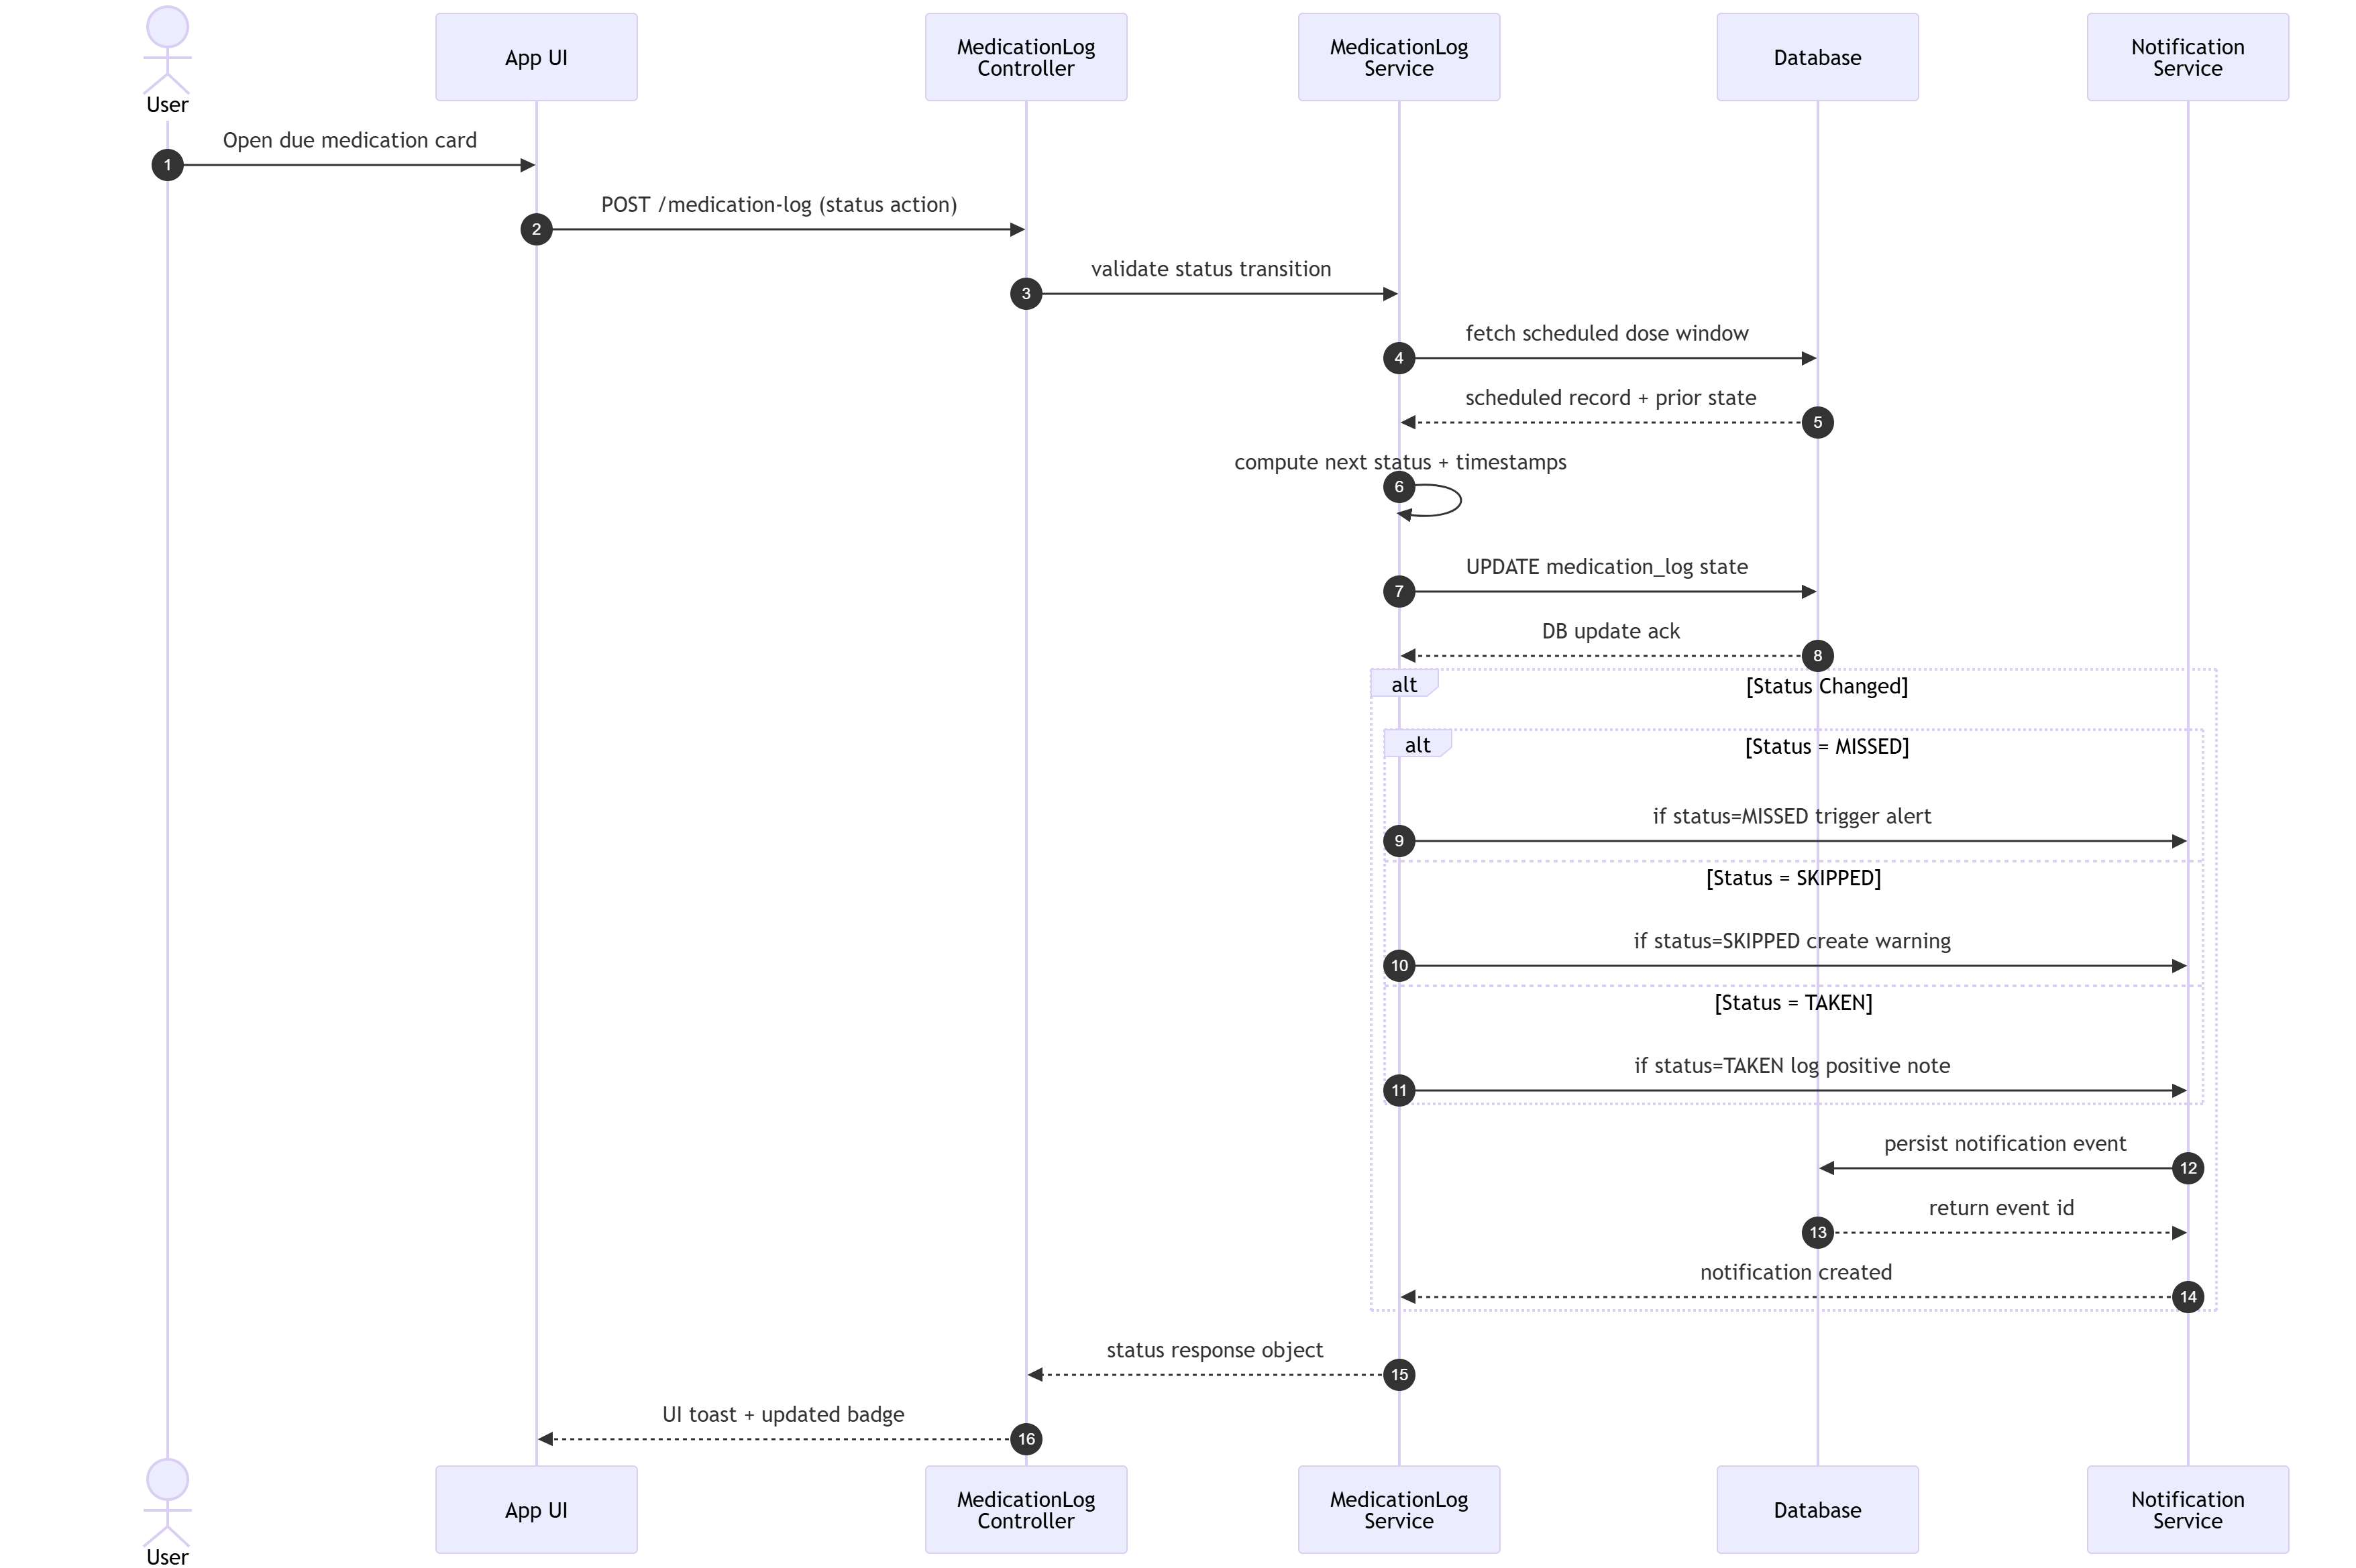 User
App UI
MedicationLog
Controller
MedicationLog
Service
Database
Notification
Service
Open due medication card
1
POST /medication-log (status action)
2
validate status transition
3
fetch scheduled dose window
4
scheduled record + prior state
5
compute next status + timestamps
6
UPDATE medication_log state
7
DB update ack
8
alt
[Status Changed]
alt
[Status = MISSED]
if status=MISSED trigger alert
9
[Status = SKIPPED]
if status=SKIPPED create warning
10
[Status = TAKEN]
if status=TAKEN log positive note
11
persist notification event
12
return event id
13
notification created
14
status response object
15
UI toast + updated badge
16
User
App UI
MedicationLog
Controller
MedicationLog
Service
Database
Notification
Service